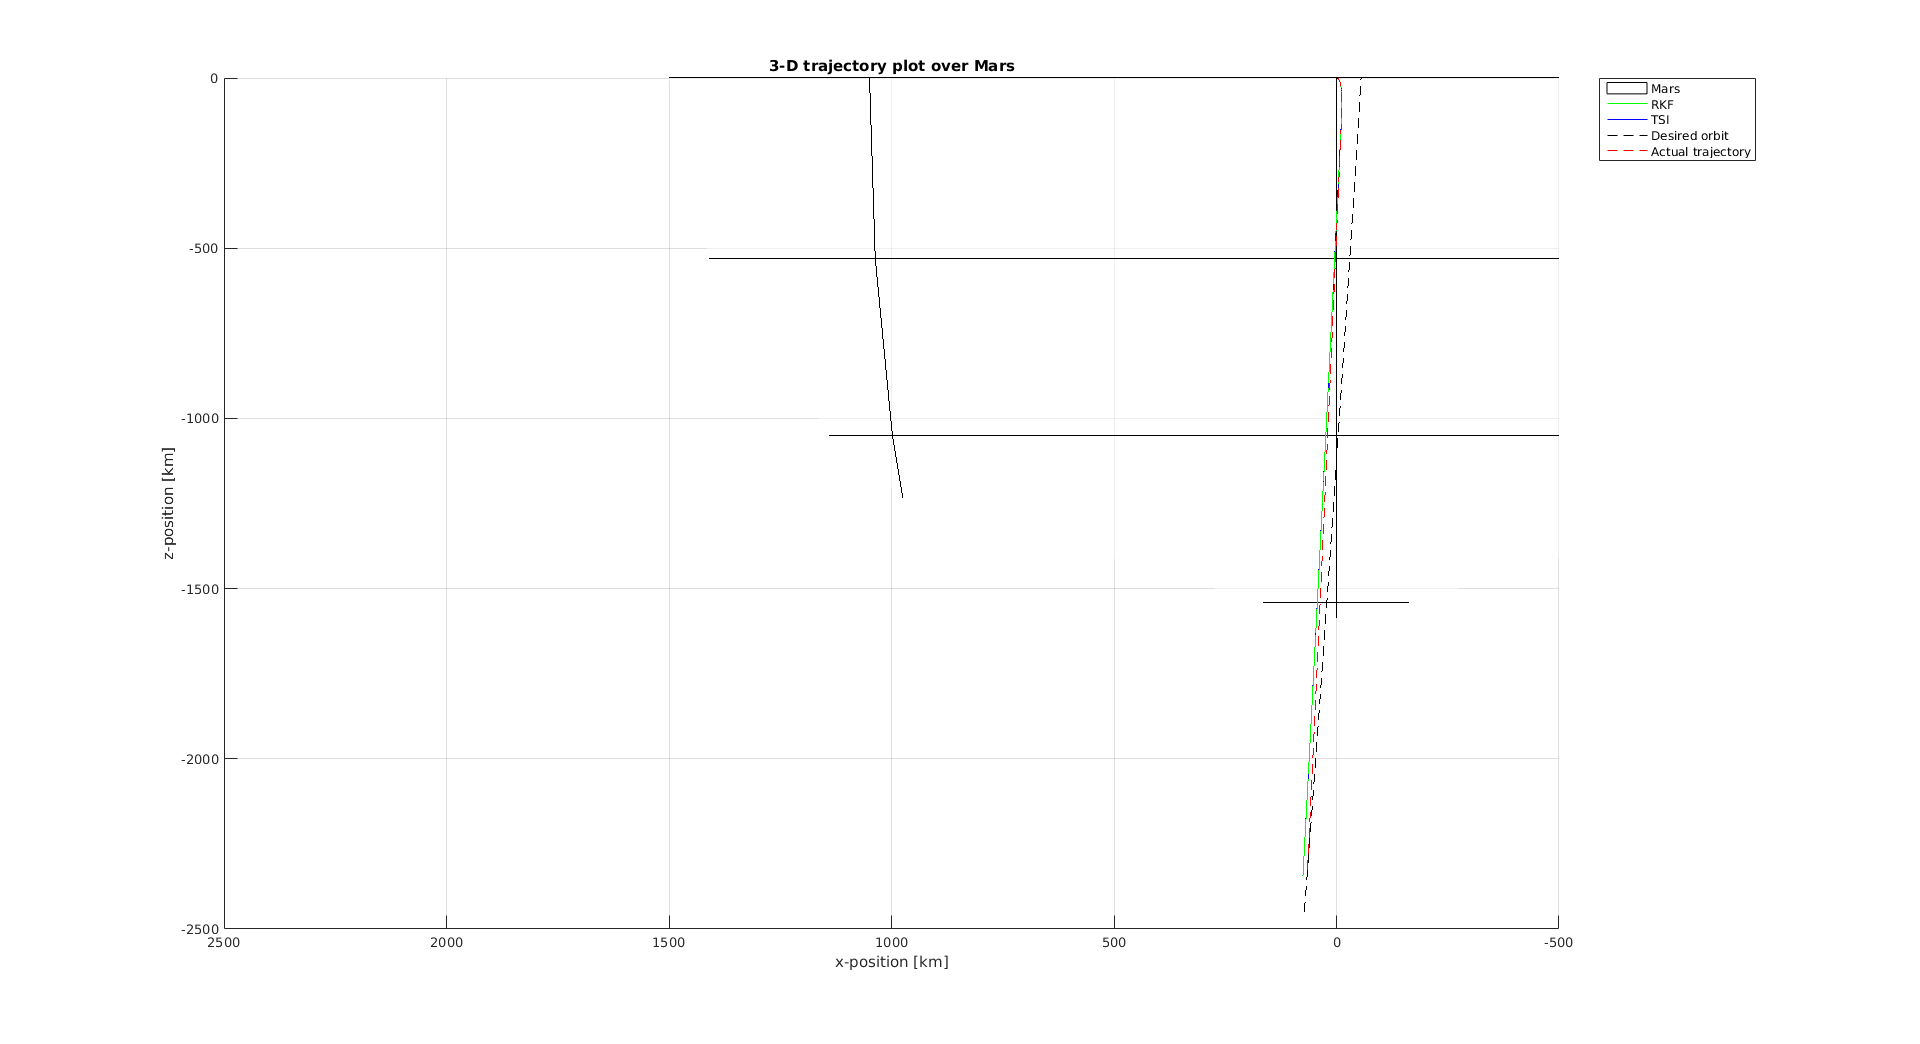 3-D trajectory plot over Mars
0
-500
-1000
-1500
-2000
-2500
z-position [km]
2500
2000
1500
1000
500
0
-500
x-position [km]
Mars
RKF
TSI
Desired orbit
Actual trajectory